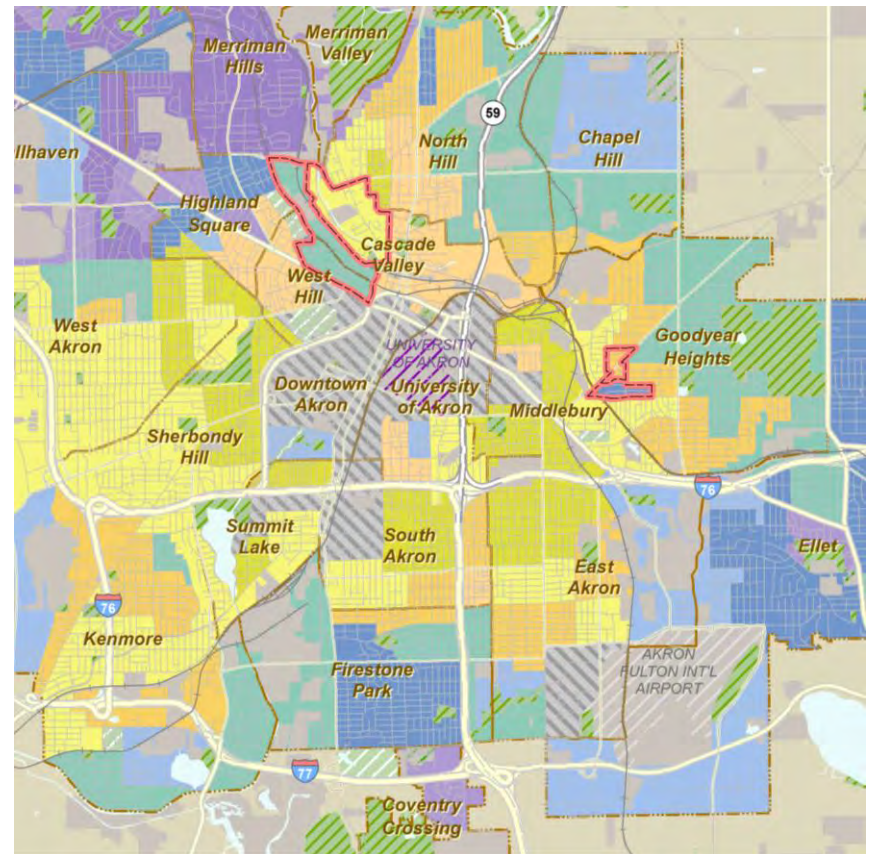 Merriman
Hills
Merriman
Valley
59
North
Hill
Chapel
Hill
llhaven
Highland
Square
Cascade
Valley
West
Hill
West
Akron
Goodyear
Heights
UNIVERSITY
OF AKRON
Downtown
Akron
University
of Akron
Middlebury
Sherbondy
Hill
76
Summit
Lake
South
Akron
Ellet
East
Akron
76
Kenmore
AKRON
FULTON INT'L
AIRPORT
Firestone
Park
77
Coventry
Crossing